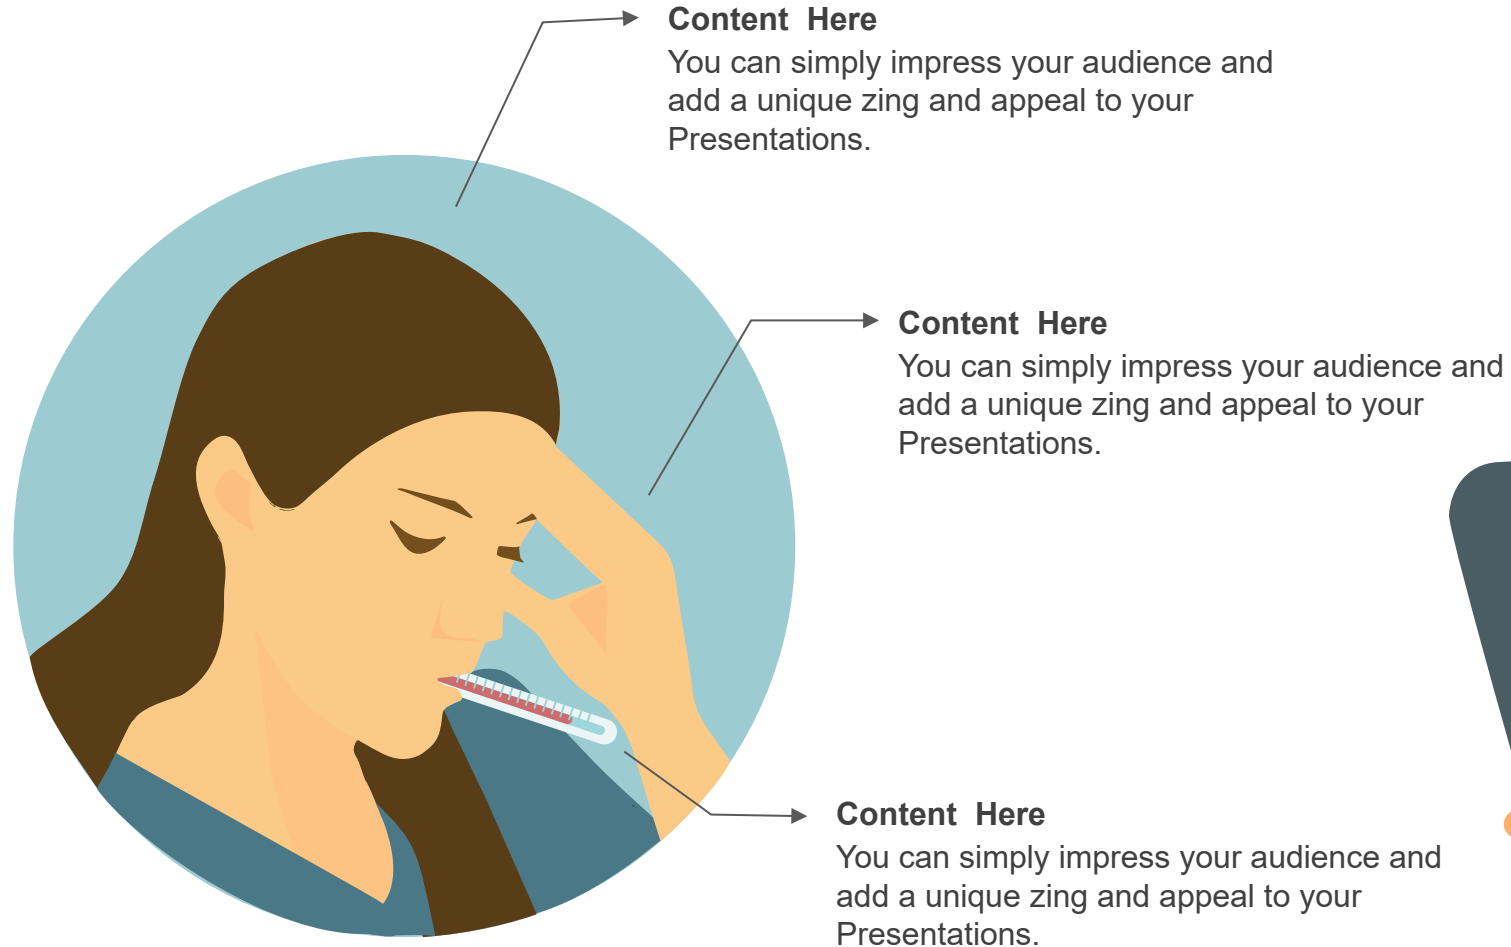 Content  Here
You can simply impress your audience and
add a unique zing and appeal to your
Presentations.
Content  Here
You can simply impress your audience and
add a unique zing and appeal to your
Presentations.
Content  Here
You can simply impress your audience and
add a unique zing and appeal to your
Presentations.